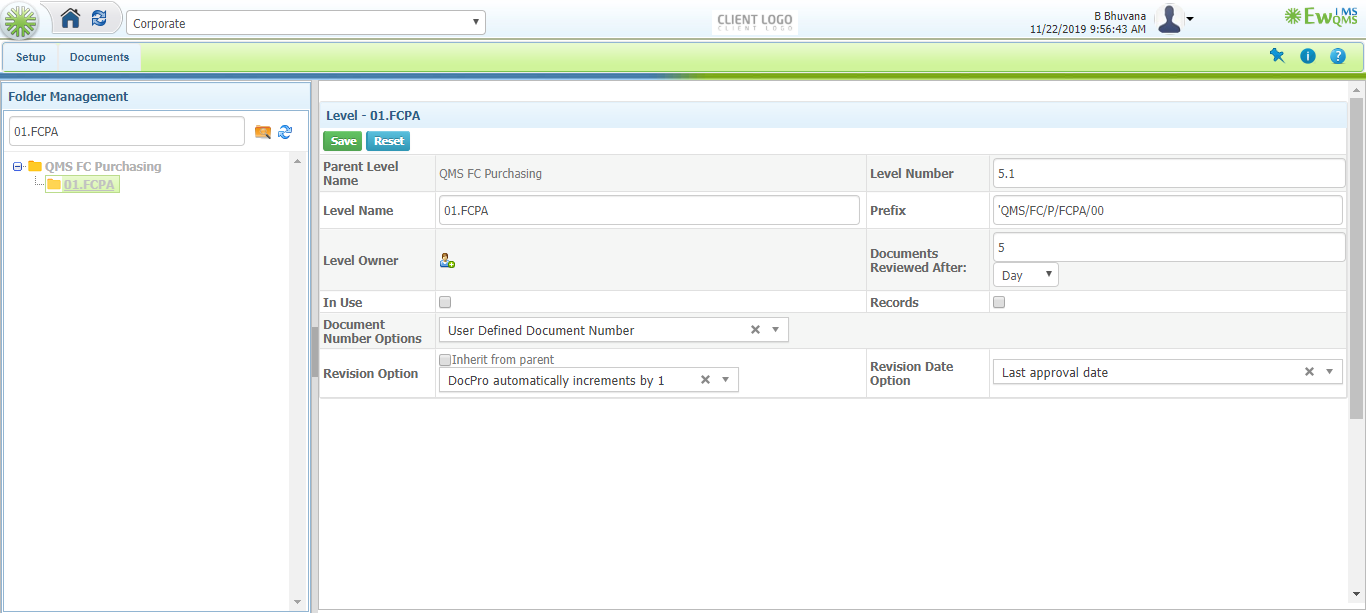 Corporate
CLIENT LOGO
CLIENT LOGO
B Bhuvana
11/22/2019 9:56:43 AM
Ew iMS QMS
Setup Documents
Folder Management
01.FCPA
QMS FC Purchasing
01.FCPA
Level - 01.FCPA
Save Reset
Parent Level Name QMS FC Purchasing Level Number 5.1
Level Name 01.FCPA Prefix 'QMS/FC/P/FCPA/00
Level Owner Documents Reviewed After: 5
Day
In Use Records
Document Number Options User Defined Document Number
Revision Option Inherit from parent
DocPro automatically increments by 1
Revision Date Option Last approval date